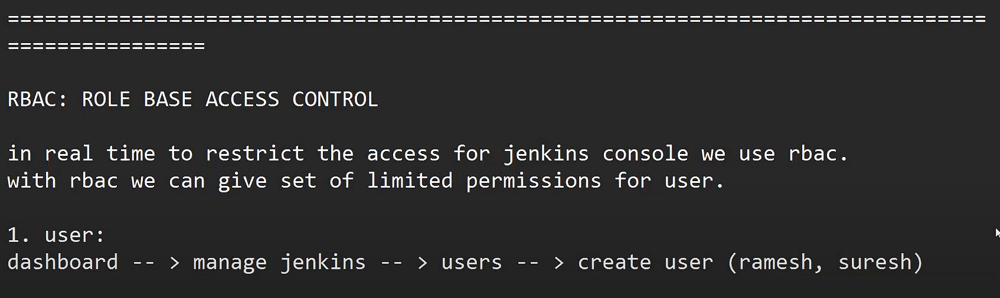 ===============================================================================
================
RBAC: ROLE BASE ACCESS CONTROL
in real time to restrict the access for jenkins console we use rbac.
with rbac we can give set of limited permissions for user.
1. user:
dashboard -- > manage jenkins -- > users -- > create user (ramesh, suresh)